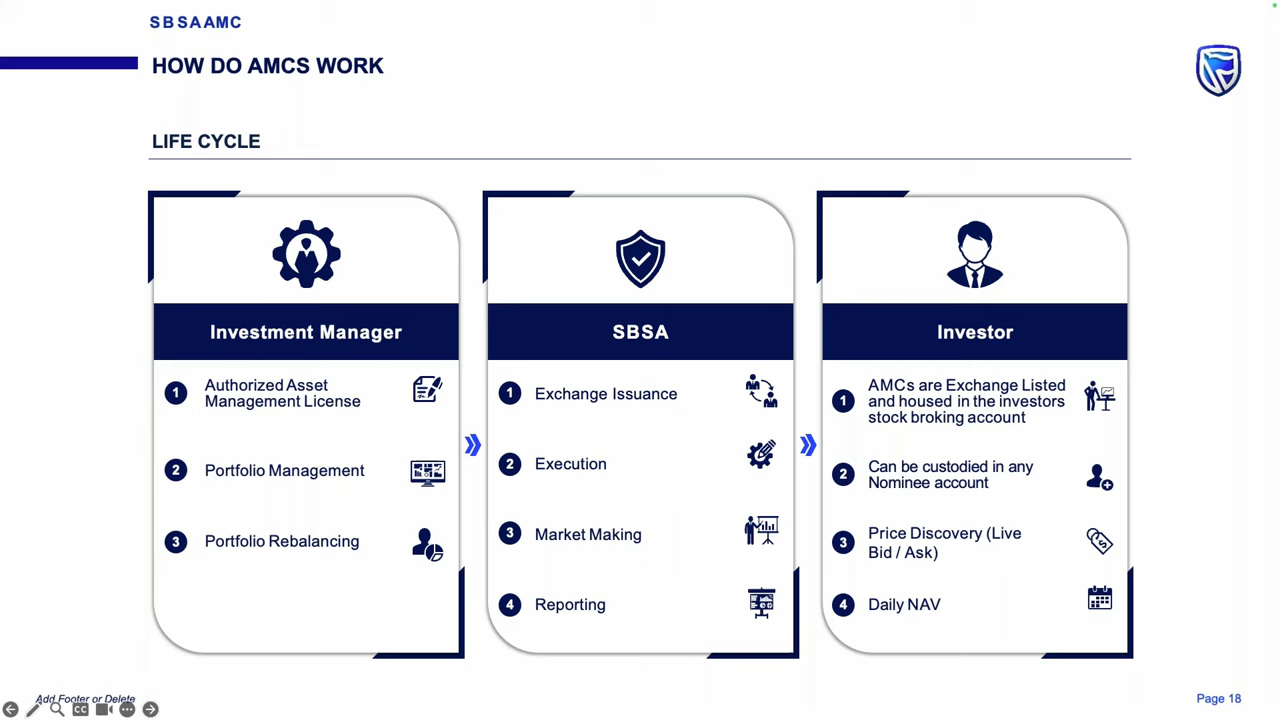 SBSA AMC
HOW DO AMCS WORK
LIFE CYCLE
Investment Manager
1 Authorized Asset
Management License
2 Portfolio Management
3 Portfolio Rebalancing
SBSA
1 Exchange Issuance
2 Execution
3 Market Making
4 Reporting
Investor
1 AMCs are Exchange Listed
and housed in the investors
stock broking account
2 Can be custodied in any
Nominee account
3 Price Discovery (Live
Bid / Ask)
4 Daily NAV
Add Footer or Delete
CC
Page 18